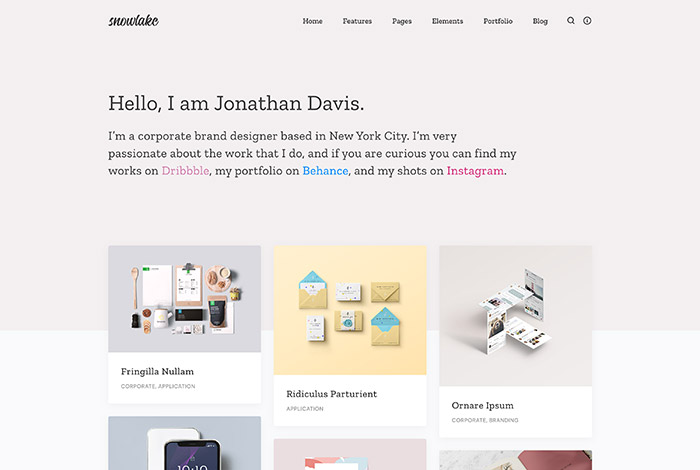 snowlake
Home Features Pages Elements Portfolio Blog
Hello, I am Jonathan Davis.
I'm a corporate brand designer based in New York City. I'm very
passionate about the work that I do, and if you are curious you can find my
works on Dribbble, my portfolio on Behance, and my shots on Instagram.
Fringilla Nullam
CORPORATE, APPLICATION
Ridiculus Parturient
APPLICATION
Ornare Ipsum
CORPORATE, BRANDING
10:10